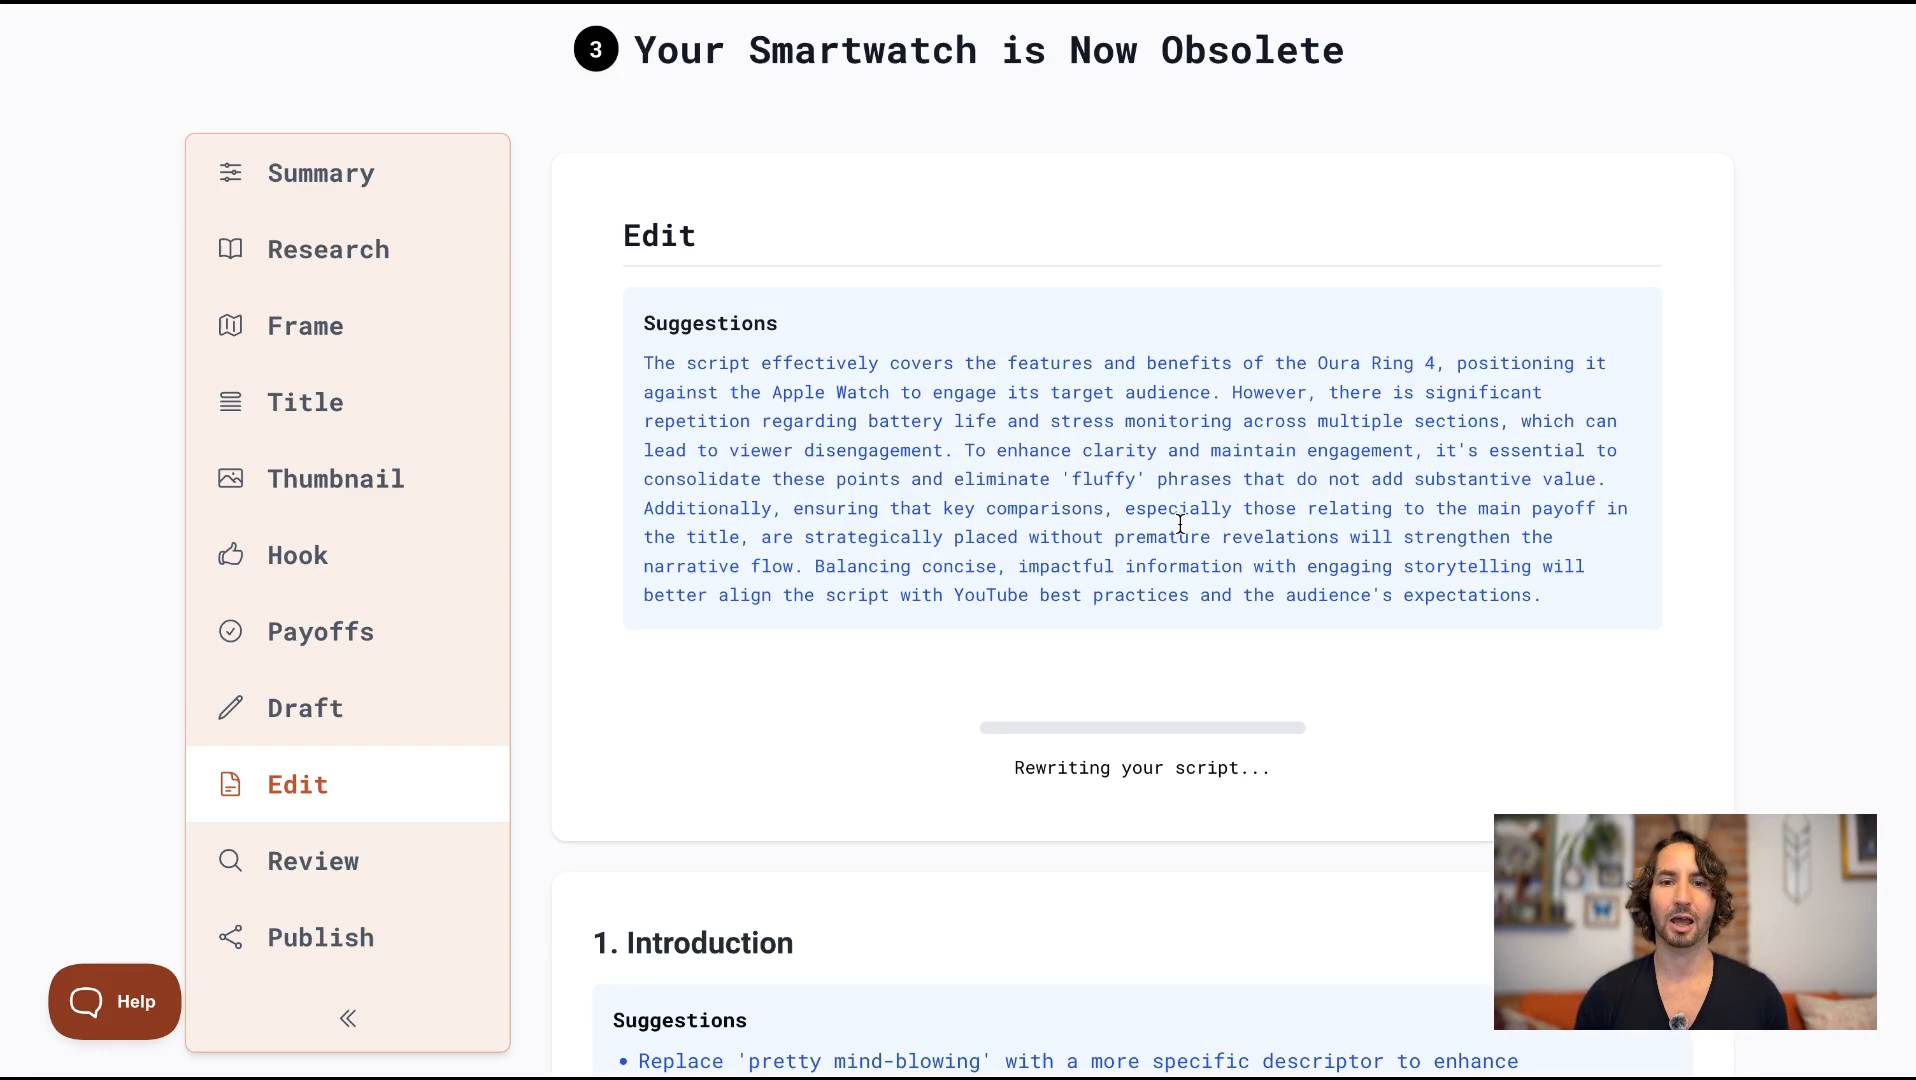 3 Your Smartwatch is Now Obsolete
Summary
Research
Frame
Title
Thumbnail
Hook
Payoffs
Draft
Edit
Review
Publish
Help
Edit
Suggestions
The script effectively covers the features and benefits of the Oura Ring 4, positioning it
against the Apple Watch to engage its target audience. However, there is significant
repetition regarding battery life and stress monitoring across multiple sections, which can
lead to viewer disengagement. To enhance clarity and maintain engagement, it's essential to
consolidate these points and eliminate 'fluffy' phrases that do not add substantive value.
Additionally, ensuring that key comparisons, especially those relating to the main payoff in
the title, are strategically placed without premature revelations will strengthen the
narrative flow. Balancing concise, impactful information with engaging storytelling will
better align the script with YouTube best practices and the audience's expectations.
Rewriting your script...
1. Introduction
Suggestions
• Replace 'pretty mind-blowing' with a more specific descriptor to enhance